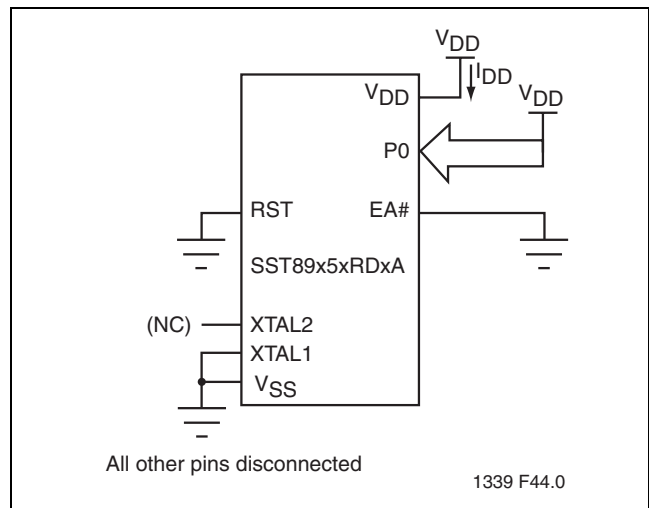 VDD
IDD
VDD
VDD
P0
RST
EA#
SST89x5xRDxA
(NC)
XTAL2
XTAL1
VSS
All other pins disconnected
1339 F44.0